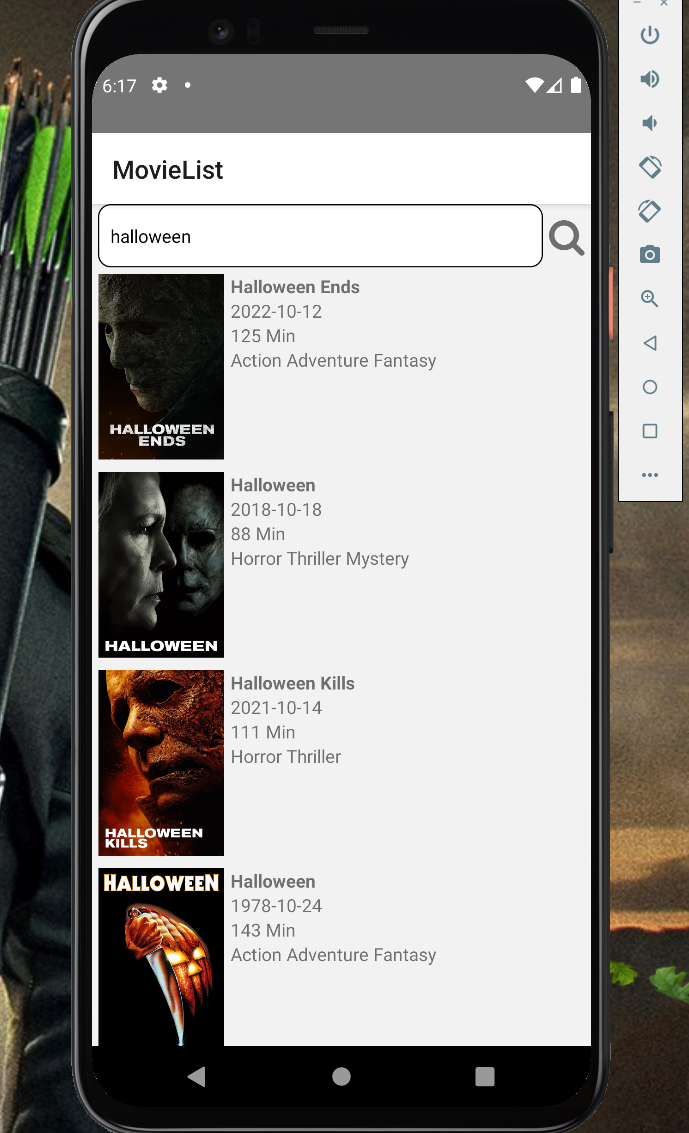 6:17
MovieList
halloween
HALLOWEEN
ENDS
Halloween Ends
2022-10-12
125 Min
Action Adventure Fantasy
HALLOWEEN
Halloween
2018-10-18
88 Min
Horror Thriller Mystery
HALLOWEEN
KILLS
Halloween Kills
2021-10-14
111 Min
Horror Thriller
HALLOWEEN
Halloween
1978-10-24
143 Min
Action Adventure Fantasy